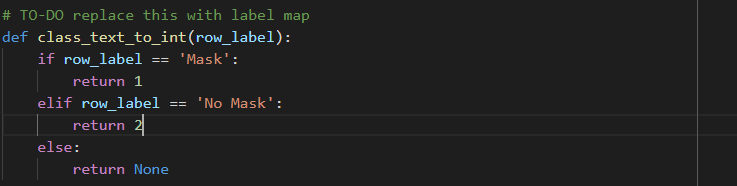 # TO-DO replace this with label map
def class_text_to_int(row_label):
    if row_label == 'Mask':
        return 1
    elif row_label == 'No Mask':
        return 2
    else:
        return None